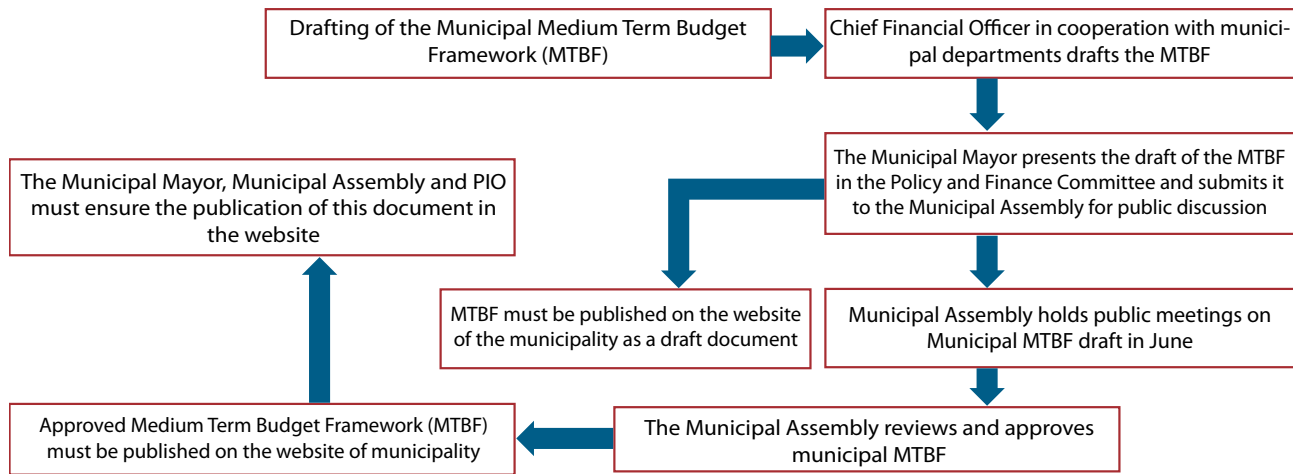 Drafting of the Municipal Medium Term Budget
Framework (MTBF)
Chief Financial Officer in cooperation with munici-
pal departments drafts the MTBF
The Municipal Mayor presents the draft of the MTBF
in the Policy and Finance Committee and submits it
to the Municipal Assembly for public discussion
The Municipal Mayor, Municipal Assembly and PIO
must ensure the publication of this document in
the website
MTBF must be published on the website
of the municipality as a draft document
Municipal Assembly holds public meetings on
Municipal MTBF draft in June
Approved Medium Term Budget Framework (MTBF)
must be published on the website of municipality
The Municipal Assembly reviews and approves
municipal MTBF